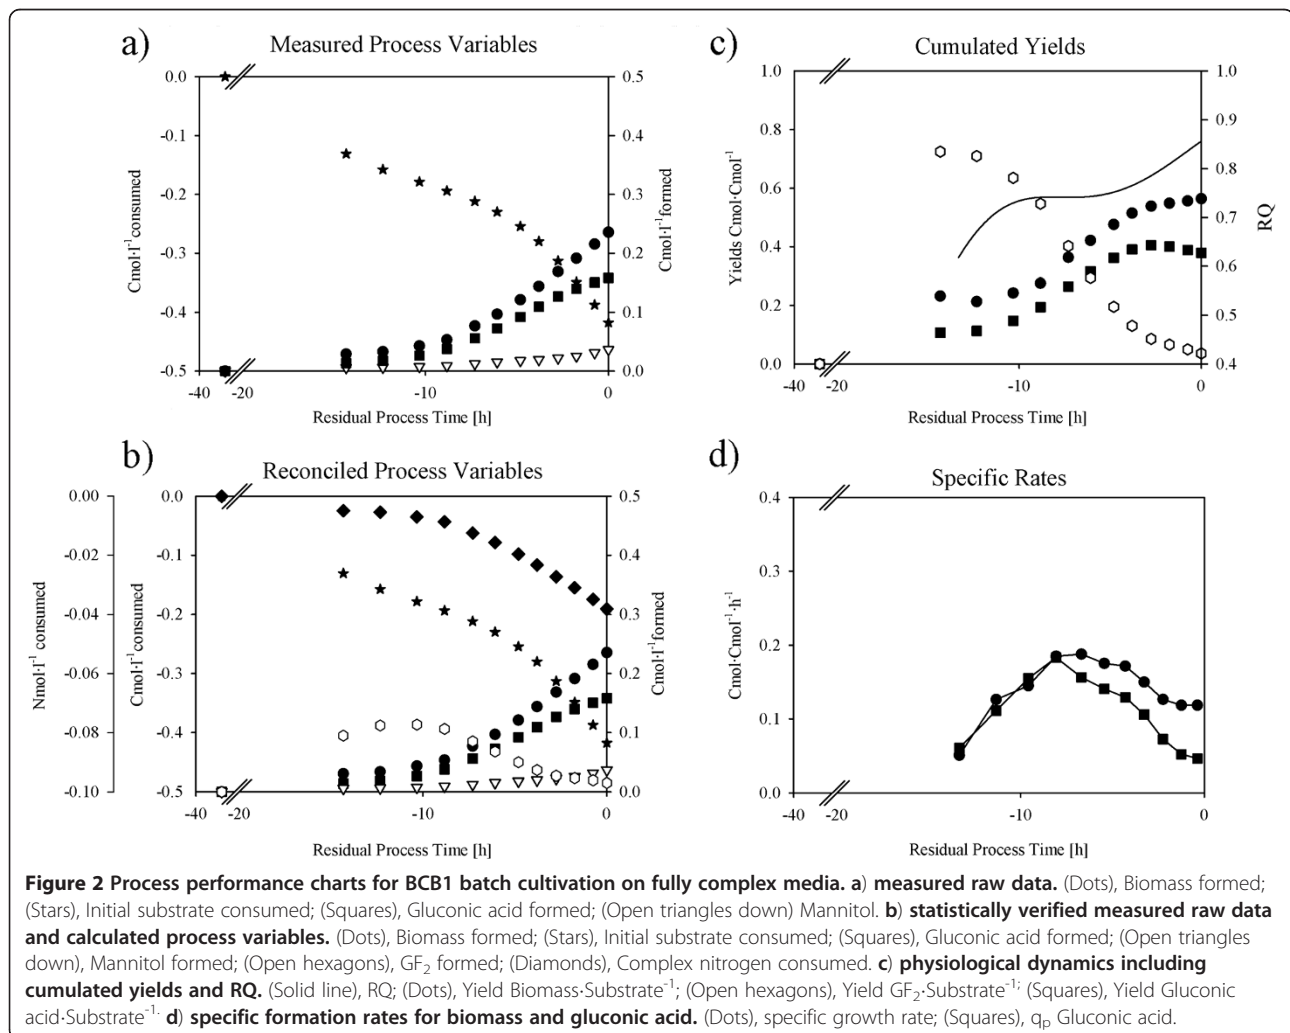 a) Measured Process Variables
0.0
-0.1
-0.2
-0.3
-0.4
-0.5
Cmol·l⁻¹consumed
0.5
0.4
0.3
0.2
0.1
0.0
Cmol·l⁻¹formed
-40 -20 -10 0
Residual Process Time [h]
c) Cumulated Yields
1.0
0.8
0.6
0.4
0.2
0.0
Yields Cmol·Cmol⁻¹
1.0
0.9
0.8
0.7
0.6
0.5
0.4
RQ
-40 -20 -10 0
Residual Process Time [h]
b) Reconciled Process Variables
0.00
-0.02
-0.04
-0.06
-0.08
-0.10
Nmol·l⁻¹ consumed
0.0
-0.1
-0.2
-0.3
-0.4
-0.5
Cmol·l⁻¹consumed
0.5
0.4
0.3
0.2
0.1
0.0
Cmol·l⁻¹formed
-40 -20 -10 0
Residual Process Time [h]
d) Specific Rates
0.4
0.3
0.2
0.1
0.0
Cmol·Cmol⁻¹·h⁻¹
-40 -20 -10 0
Residual Process Time [h]
Figure 2 Process performance charts for BCB1 batch cultivation on fully complex media. a) measured raw data. (Dots), Biomass formed;
(Stars), Initial substrate consumed; (Squares), Gluconic acid formed; (Open triangles down) Mannitol. b) statistically verified measured raw data
and calculated process variables. (Dots), Biomass formed; (Stars), Initial substrate consumed; (Squares), Gluconic acid formed; (Open triangles
down), Mannitol formed; (Open hexagons), GF₂ formed; (Diamonds), Complex nitrogen consumed. c) physiological dynamics including
cumulated yields and RQ. (Solid line), RQ; (Dots), Yield Biomass·Substrate⁻¹; (Open hexagons), Yield GF₂·Substrate⁻¹; (Squares), Yield Gluconic
acid·Substrate⁻¹. d) specific formation rates for biomass and gluconic acid. (Dots), specific growth rate; (Squares), qₚ Gluconic acid.